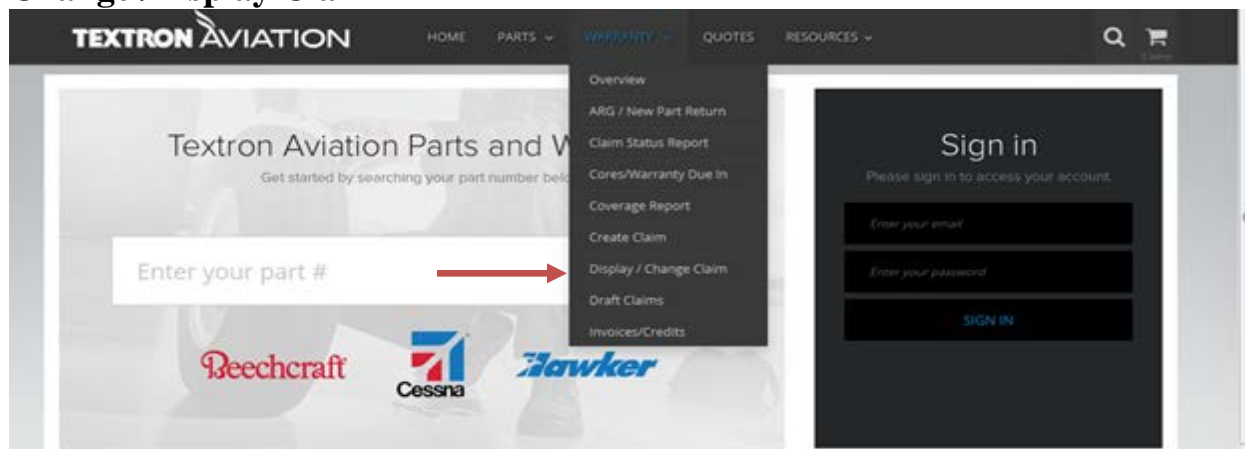 TEXTRON AVIATION HOME PARTS WARRANTY QUOTES RESOURCES
Overview
ARG / New Part Return
Claim Status Report
Cores/Warranty Due In
Coverage Report
Create Claim
Display / Change Claim
Draft Claims
Invoices/Credits
Textron Aviation Parts and
Get started by searching your part number
Enter your part #
Beechcraft
Cessna
Hawker
Sign in
Please sign in to access your account.
Enter your email
Enter your password
SIGN IN